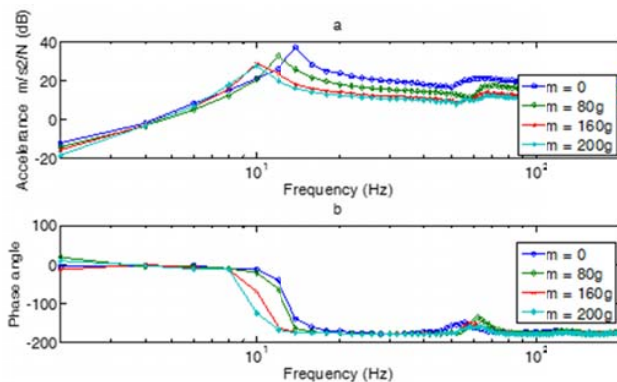 a
Accelerance m/s2/N (dB)
40
20
0
-20
10^1
10^2
Frequency (Hz)
m = 0
m = 80g
m = 160g
m = 200g
b
Phase angle
100
0
-100
-200
10^1
10^2
Frequency (Hz)
m = 0
m = 80g
m = 160g
m = 200g